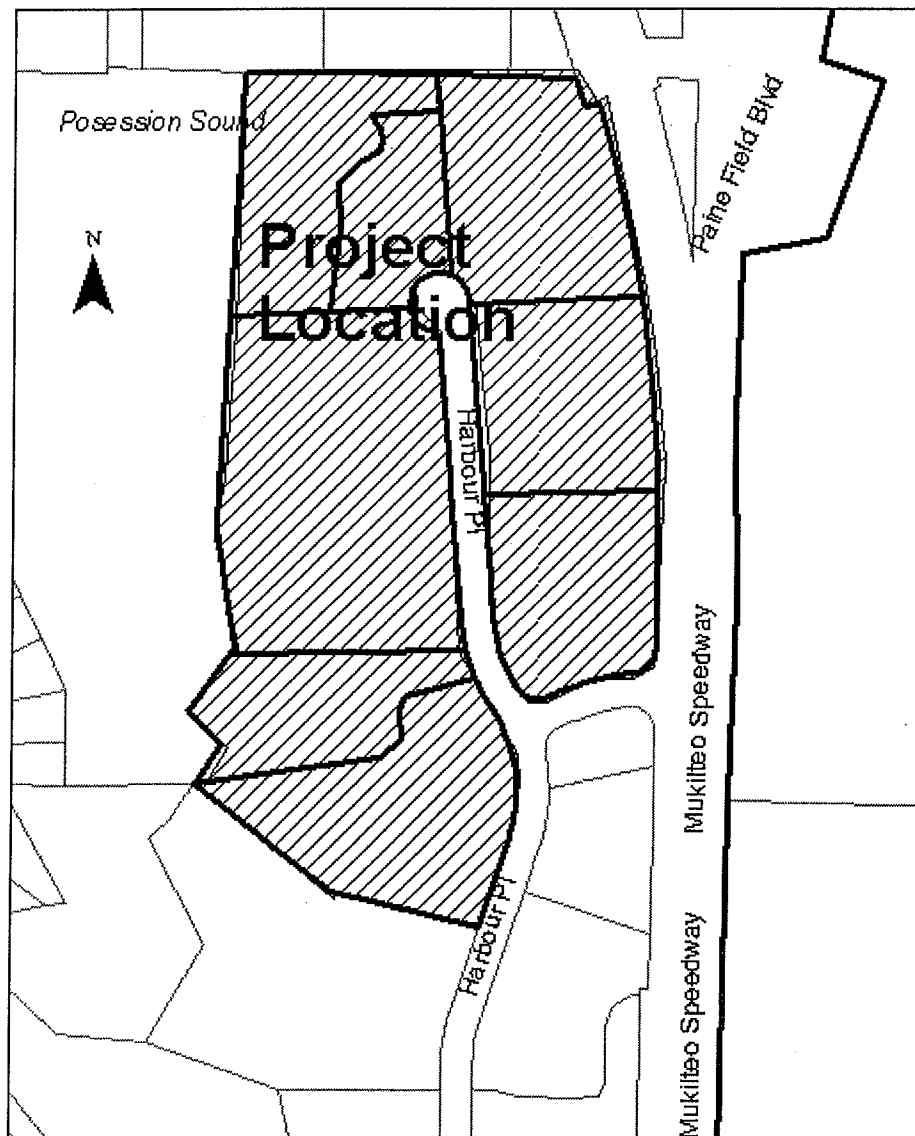 Posession Sound
Paine Field Blvd
N
Project
Location
Harbour Pl
Mukilteo Speedway
Harbour Pl
Mukilteo Speedway